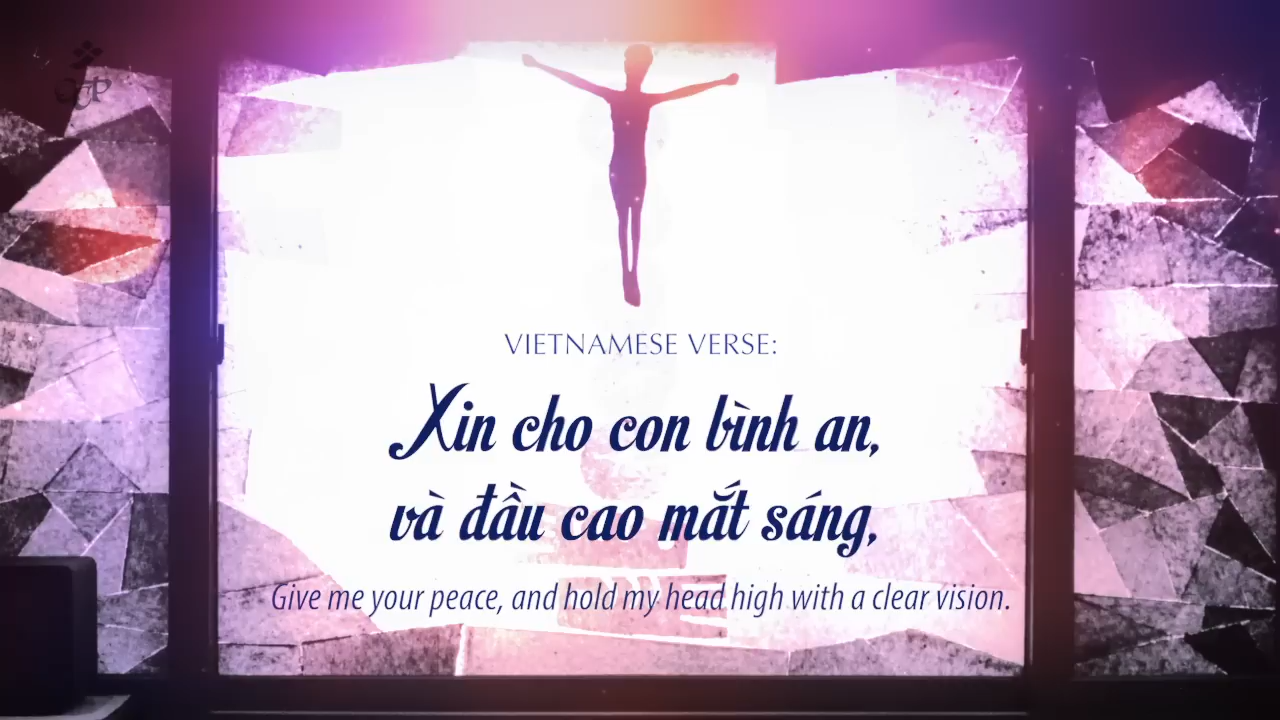 VIETNAMESE VERSE:
Xin cho con bình an,
và đầu cao mắt sáng,
Give me your peace, and hold my head high with a clear vision.